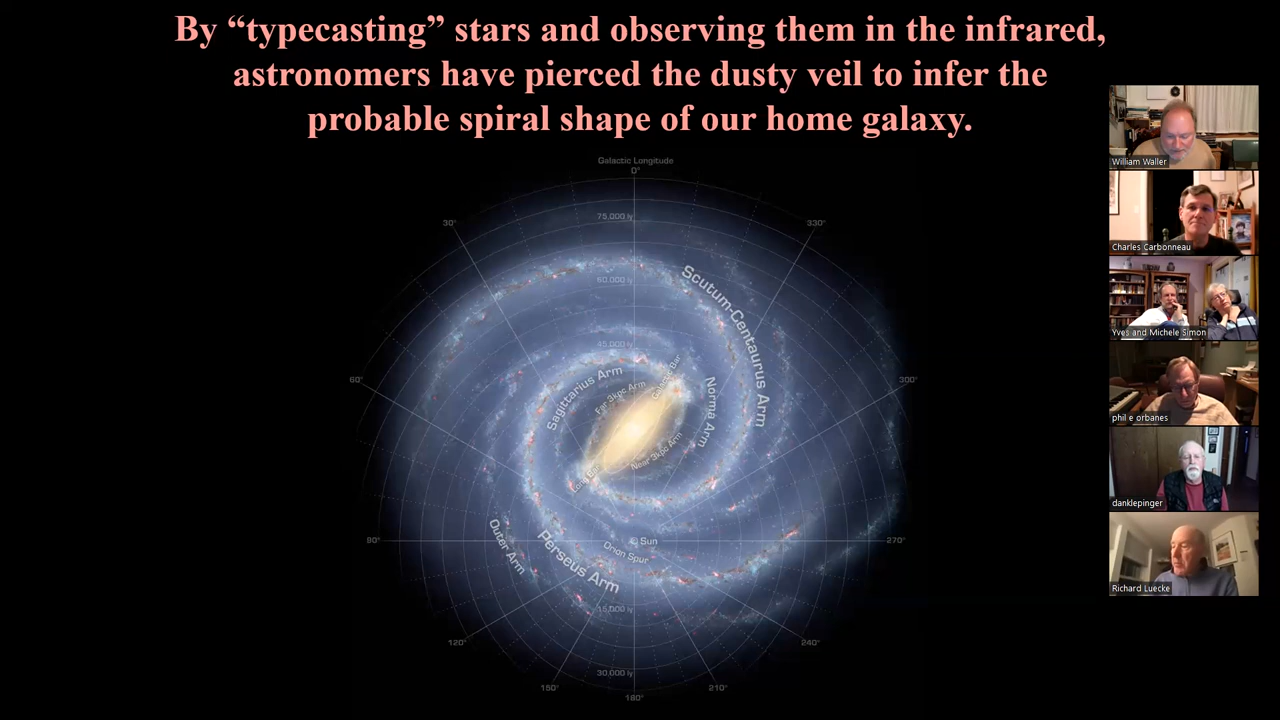 By “typecasting” stars and observing them in the infrared,
astronomers have pierced the dusty veil to infer the
probable spiral shape of our home galaxy.
Galactic Longitude
0°
30°
330°
75,000 ly
60,000 ly
Scutum-Centaurus Arm
45,000 ly
60°
300°
Sagittarius Arm
Far 3kpc Arm
Galactic Bar
Norma Arm
Near 3kpc Arm
Long Bar
Outer Arm
Perseus Arm
Orion Spur
Sun
90°
270°
15,000 ly
120°
240°
30,000 ly
150°
210°
180°
William Waller
Charles Carbonneau
Yves and Michele Simon
phil e orbanes
danklepinger
Richard Luecke